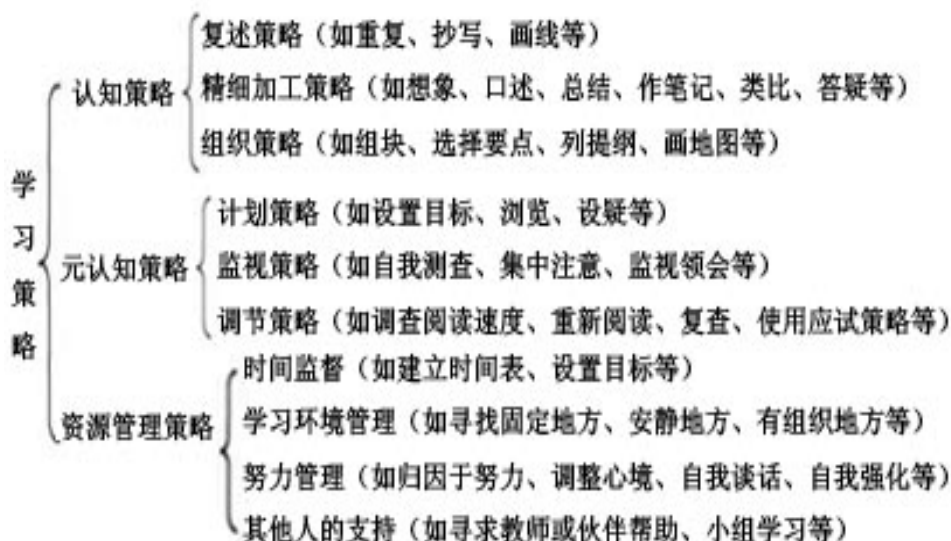 学习策略
认知策略
复述策略（如重复、抄写、画线等）
精细加工策略（如想象、口述、总结、作笔记、类比、答疑等）
组织策略（如组块、选择要点、列提纲、画地图等）
元认知策略
计划策略（如设置目标、浏览、设疑等）
监视策略（如自我测查、集中注意、监视领会等）
调节策略（如调查阅读速度、重新阅读、复查、使用应试策略等）
资源管理策略
时间监督（如建立时间表、设置目标等）
学习环境管理（如寻找固定地方、安静地方、有组织地方等）
努力管理（如归因于努力、调整心境、自我谈话、自我强化等）
其他人的支持（如寻求教师或伙伴帮助、小组学习等）